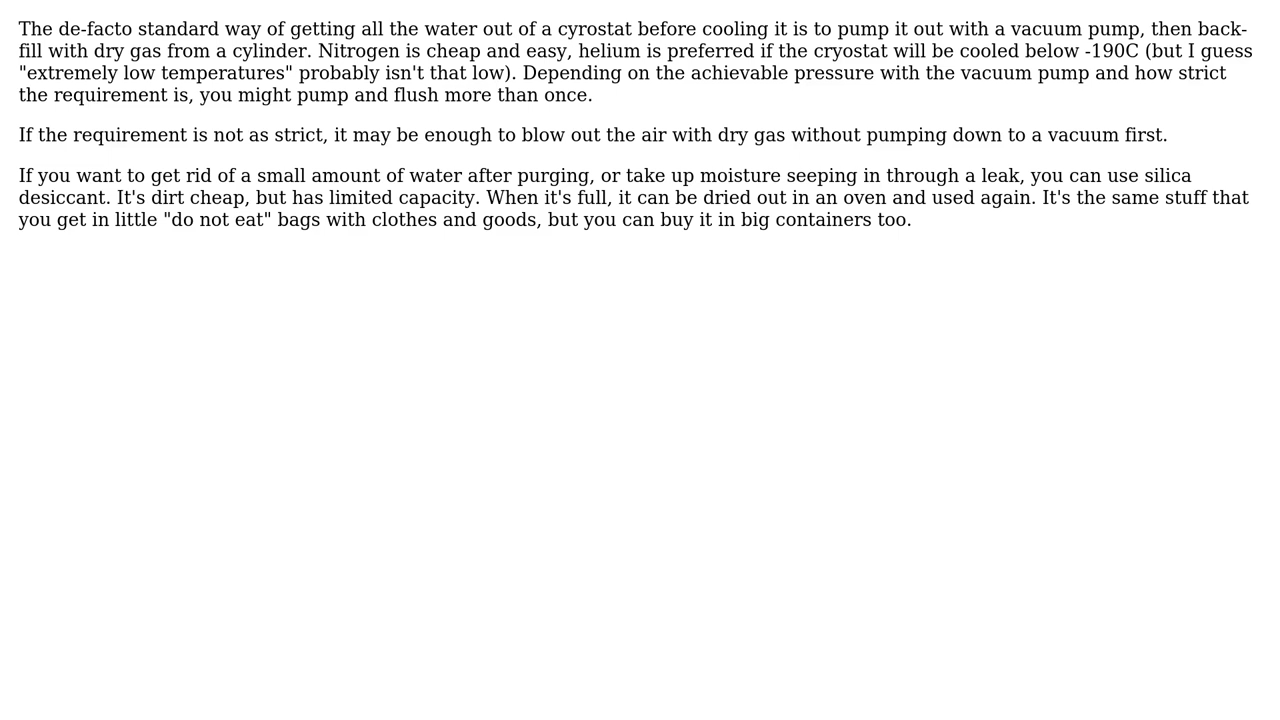 The de-facto standard way of getting all the water out of a cyrostat before cooling it is to pump it out with a vacuum pump, then back-
fill with dry gas from a cylinder. Nitrogen is cheap and easy, helium is preferred if the cryostat will be cooled below -190C (but I guess
"extremely low temperatures" probably isn't that low). Depending on the achievable pressure with the vacuum pump and how strict
the requirement is, you might pump and flush more than once.
If the requirement is not as strict, it may be enough to blow out the air with dry gas without pumping down to a vacuum first.
If you want to get rid of a small amount of water after purging, or take up moisture seeping in through a leak, you can use silica
desiccant. It's dirt cheap, but has limited capacity. When it's full, it can be dried out in an oven and used again. It's the same stuff that
you get in little "do not eat" bags with clothes and goods, but you can buy it in big containers too.